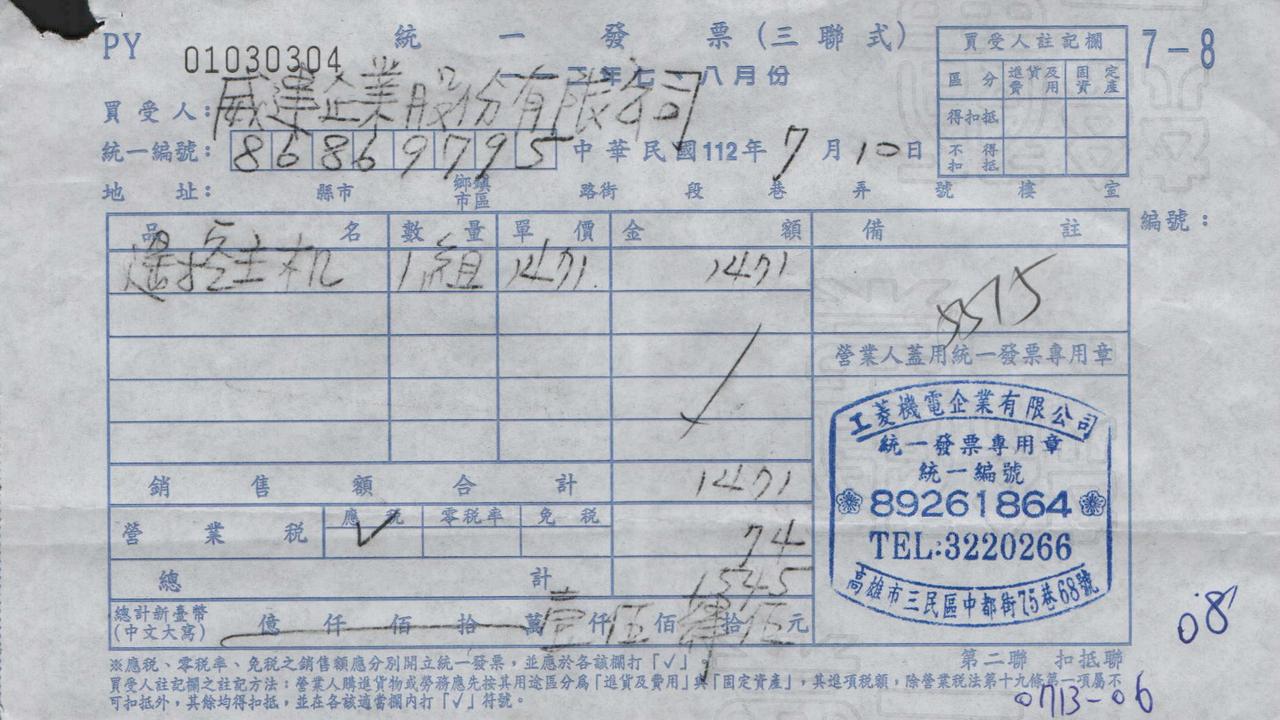 PY 01030304
統一發票(三聯式)
一一二年七、八月份
7-8
買受人註記欄
區分 進貨及費用 固定資產
得扣抵
不得扣抵
買受人：威達企業股份有限公司
統一編號：86869795 中華民國112年7月10日
地址： 縣市 鄉鎮市區 路街 段 巷 弄 號 樓 室
編號：
品名 數量 單價 金額 備註
遙控主机 1組 1471. 1471
營業人蓋用統一發票專用章
工菱機電企業有限公司
統一發票專用章
統一編號
89261864
TEL:3220266
高雄市三民區中都街75巷68號
銷售額合計 1471
營業稅 應稅 ✓ 零稅率 免稅 74
總計 1545
總計新臺幣(中文大寫) 億仟佰拾萬壹仟伍佰肆拾伍元
08
※應稅、零稅率、免稅之銷售額應分別開立統一發票，並應於各該欄打「✓」
第二聯 扣抵聯
買受人註記欄之註記方法：營業人購進貨物或勞務應先按其用途區分爲「進貨及費用」與「固定資產」，其進項稅額，除營業稅法第十九條第一項屬不
可扣抵外，其餘均得扣抵，並在各該適當欄內打「✓」符號。
0713-06